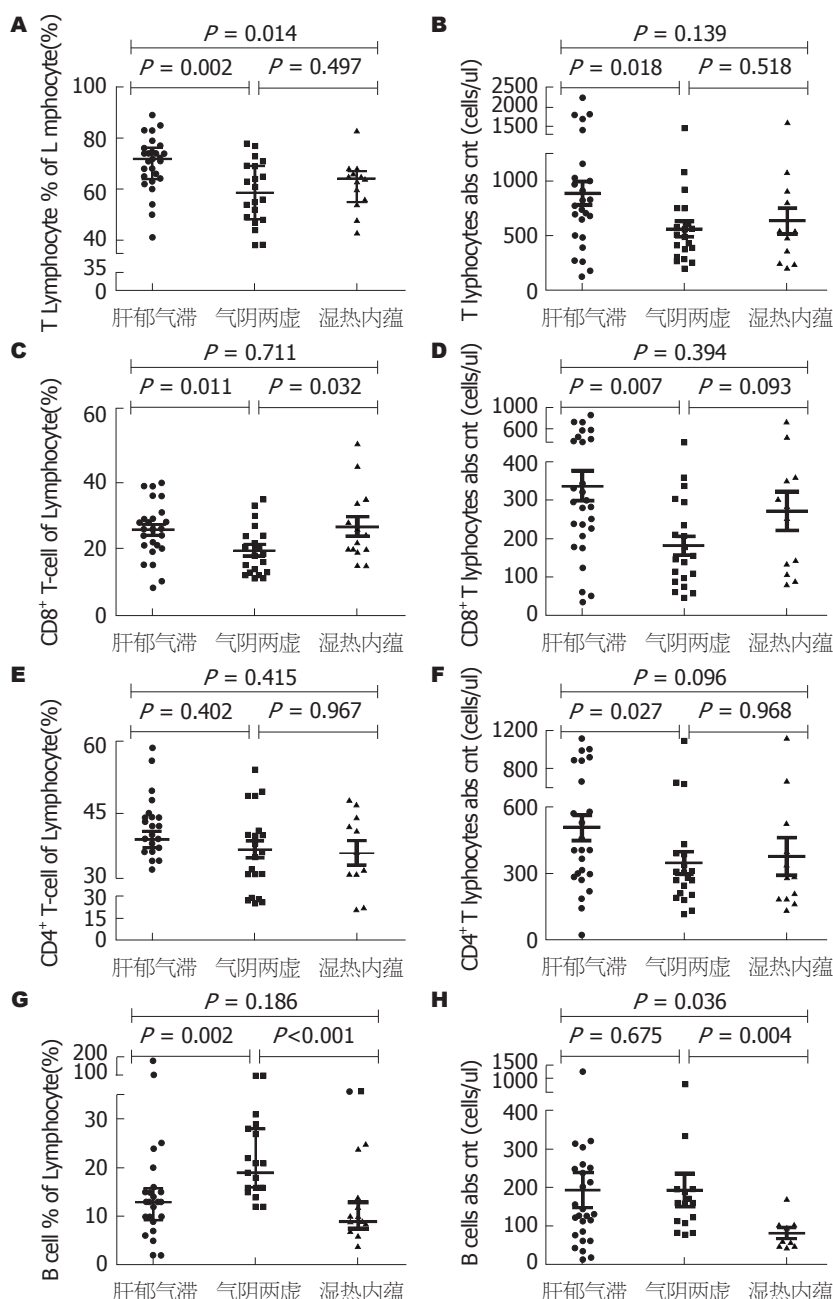 A
P = 0.014
P = 0.002
P = 0.497
T Lymphocyte % of L mphocyte(%)
100
80
60
40
35
0
肝郁气滞
气阴两虚
湿热内蕴
B
P = 0.139
P = 0.018
P = 0.518
T lyphocytes abs cnt (cells/ul)
2500
2000
1500
1000
500
0
肝郁气滞
气阴两虚
湿热内蕴
C
P = 0.711
P = 0.011
P = 0.032
CD8+ T-cell of Lymphocyte(%)
60
40
20
0
肝郁气滞
气阴两虚
湿热内蕴
D
P = 0.394
P = 0.007
P = 0.093
CD8+ T lyphocytes abs cnt (cells/ul)
1000
600
400
300
200
100
0
肝郁气滞
气阴两虚
湿热内蕴
E
P = 0.415
P = 0.402
P = 0.967
CD4+ T-cell of Lymphocyte(%)
60
45
30
30
15
0
肝郁气滞
气阴两虚
湿热内蕴
F
P = 0.096
P = 0.027
P = 0.968
CD4+ T lyphocytes abs cnt (cells/ul)
1200
800
600
300
0
肝郁气滞
气阴两虚
湿热内蕴
G
P = 0.186
P = 0.002
P<0.001
B cell % of Lymphocyte(%)
200
100
30
20
10
0
肝郁气滞
气阴两虚
湿热内蕴
H
P = 0.036
P = 0.675
P = 0.004
B cells abs cnt (cells/ul)
1500
1000
400
300
200
100
0
肝郁气滞
气阴两虚
湿热内蕴